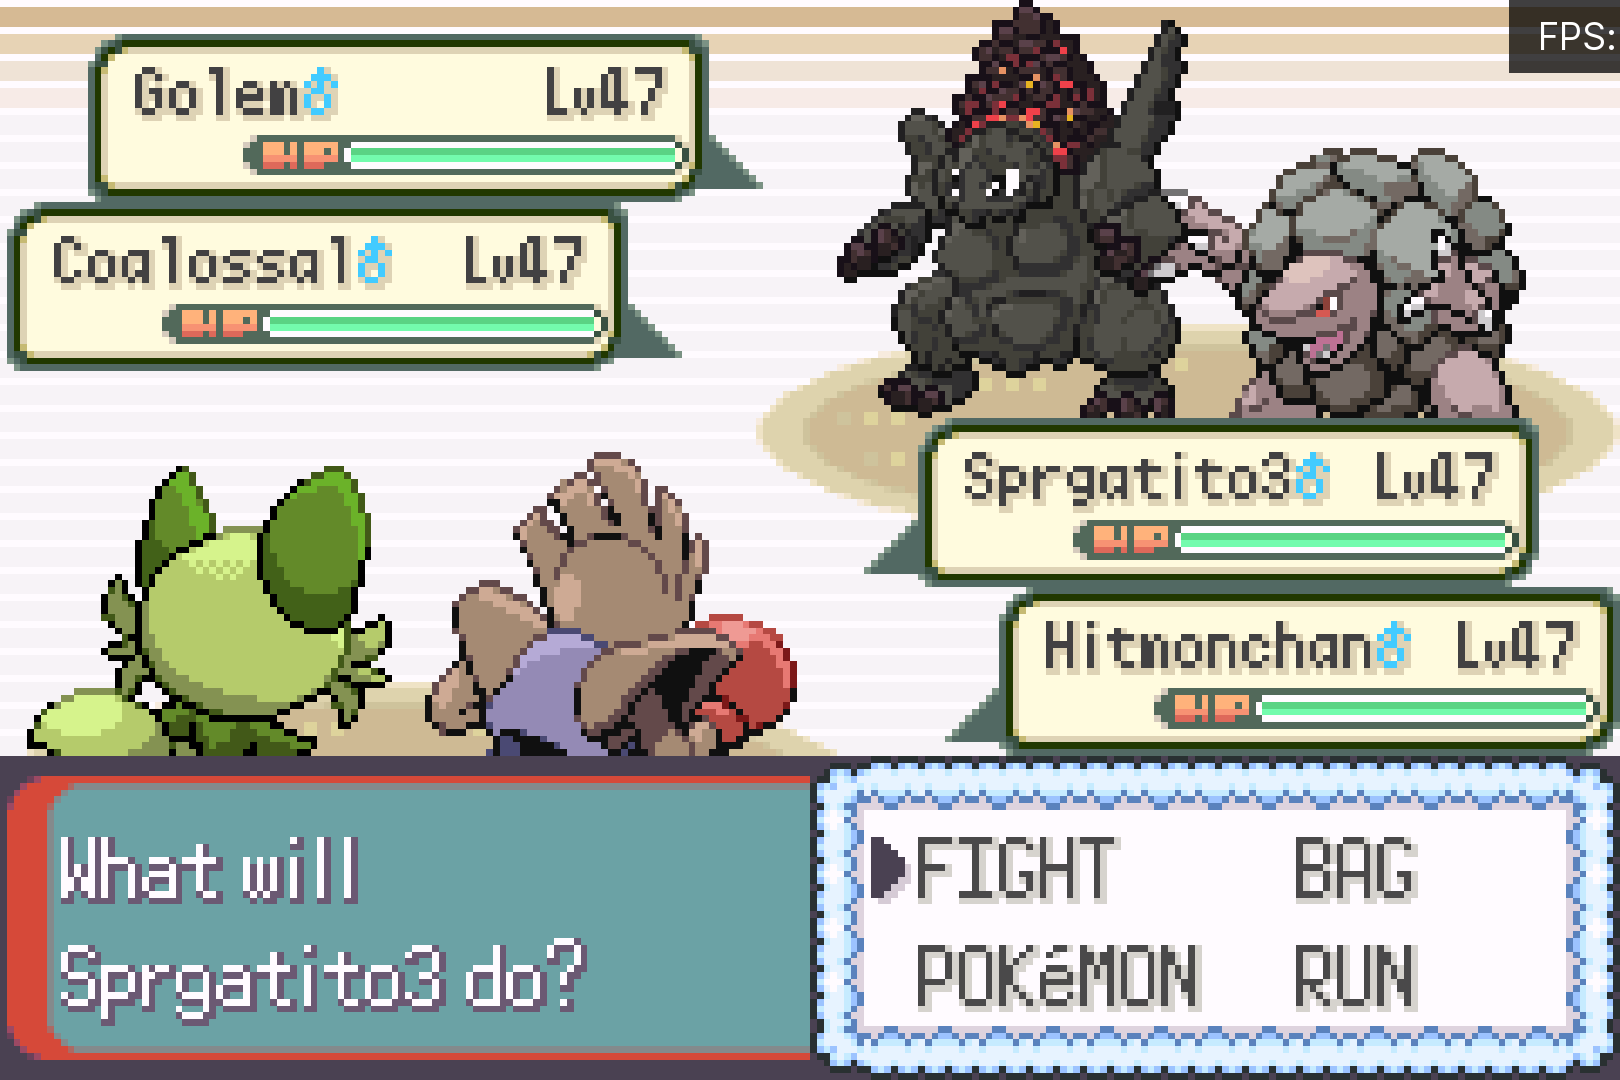 FPS:
Golem♂ Lv47
HP
Coalossal♂ Lv47
HP
Sprgatito3♂ Lv47
HP
Hitmonchan♂ Lv47
HP
What will
Sprgatito3 do?
FIGHT BAG
POKéMON RUN